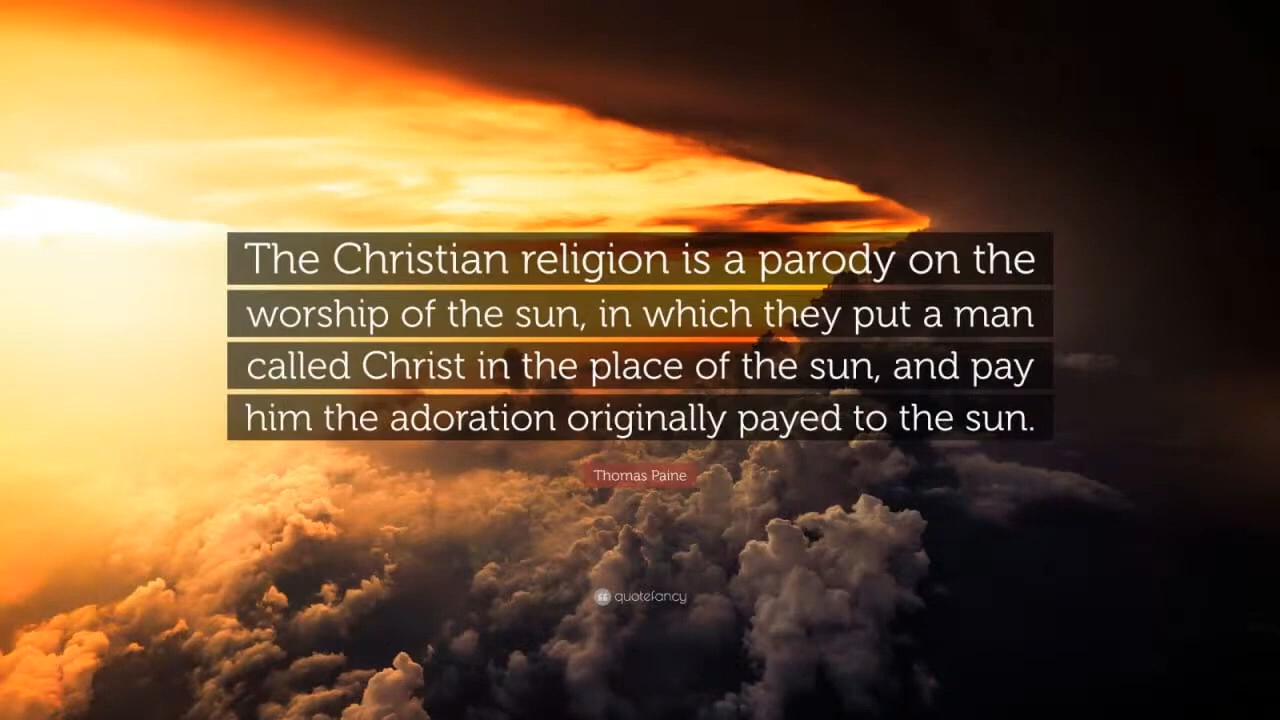 The Christian religion is a parody on the
worship of the sun, in which they put a man
called Christ in the place of the sun, and pay
him the adoration originally payed to the sun.
Thomas Paine
quotefancy